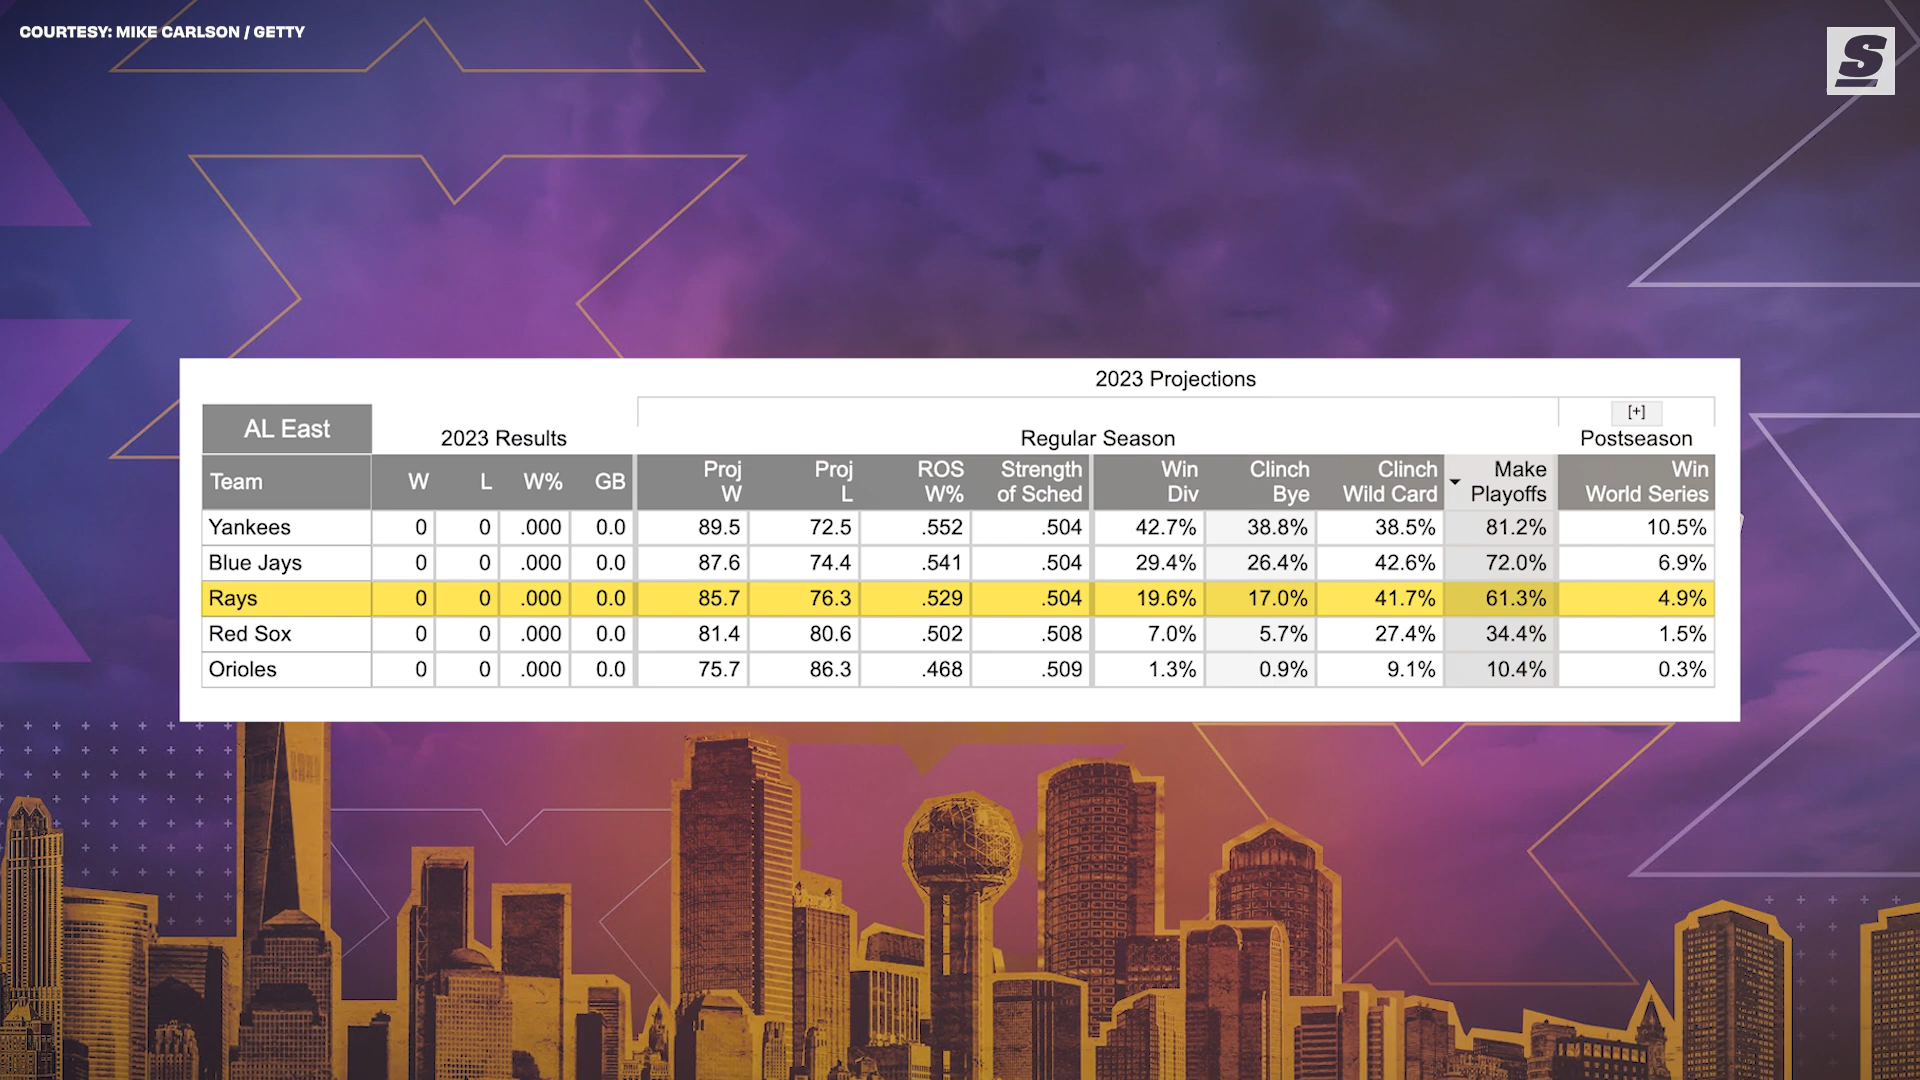 COURTESY: MIKE CARLSON / GETTY
S
2023 Projections
[+]
AL East
2023 Results
Regular Season
Postseason
Team W L W% GB Proj W Proj L ROS W% Strength of Sched Win Div Clinch Bye Clinch Wild Card Make Playoffs Win World Series
Yankees 0 0 .000 0.0 89.5 72.5 .552 .504 42.7% 38.8% 38.5% 81.2% 10.5%
Blue Jays 0 0 .000 0.0 87.6 74.4 .541 .504 29.4% 26.4% 42.6% 72.0% 6.9%
Rays 0 0 .000 0.0 85.7 76.3 .529 .504 19.6% 17.0% 41.7% 61.3% 4.9%
Red Sox 0 0 .000 0.0 81.4 80.6 .502 .508 7.0% 5.7% 27.4% 34.4% 1.5%
Orioles 0 0 .000 0.0 75.7 86.3 .468 .509 1.3% 0.9% 9.1% 10.4% 0.3%